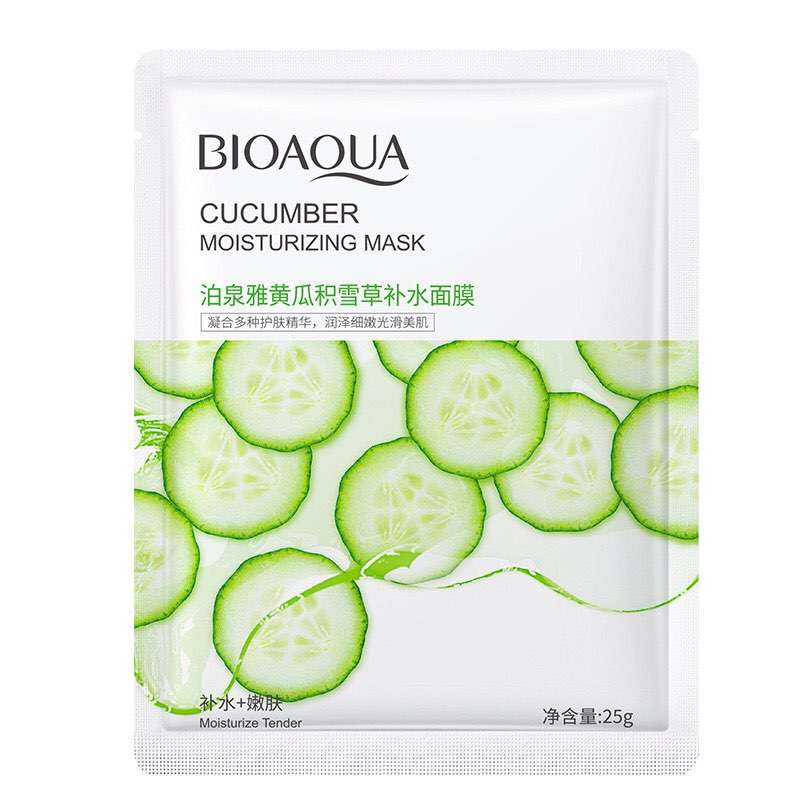 BIOAQUA
CUCUMBER
MOISTURIZING MASK
泊泉雅黄瓜积雪草补水面膜
凝合多种护肤精华，润泽细嫩光滑美肌
补水+嫩肤
Moisturize Tender
净含量:25g